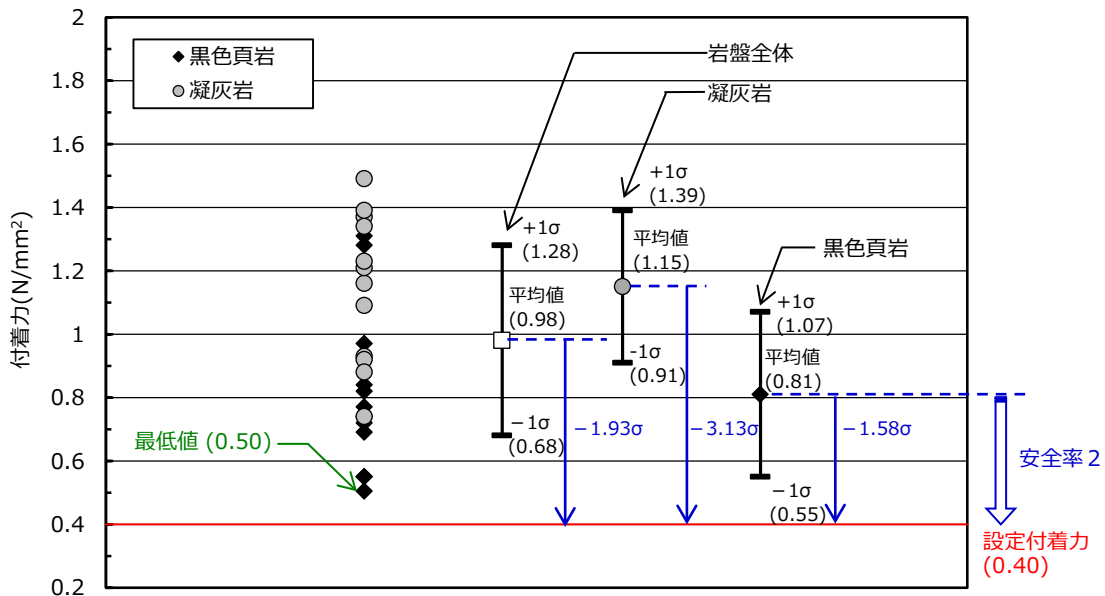 付着力(N/mm²)
2
1.8
1.6
1.4
1.2
1
0.8
0.6
0.4
0.2
黒色頁岩
凝灰岩
岩盤全体
凝灰岩
黒色頁岩
+1σ
(1.28)
平均値
(0.98)
－1σ
(0.68)
+1σ
(1.39)
平均値
(1.15)
-1σ
(0.91)
+1σ
(1.07)
平均値
(0.81)
－1σ
(0.55)
－1.93σ
－3.13σ
－1.58σ
最低値 (0.50)
安全率２
設定付着力
(0.40)